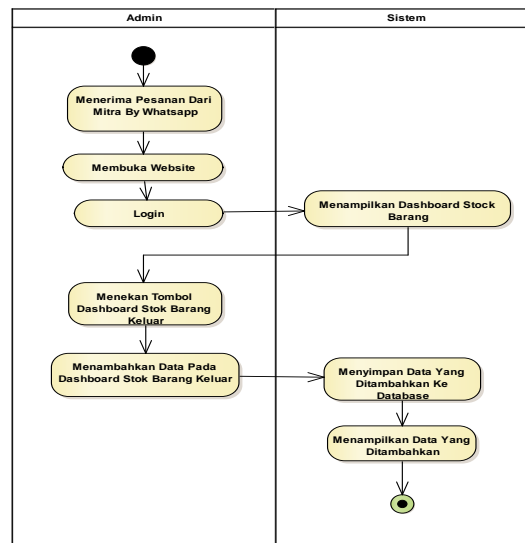 Admin
Sistem
Menerima Pesanan Dari
Mitra By Whatsapp
Membuka Website
Login
Menampilkan Dashboard Stock
Barang
Menekan Tombol
Dashboard Stok Barang
Keluar
Menambahkan Data Pada
Dashboard Stok Barang Keluar
Menyimpan Data Yang
Ditambahkan Ke
Database
Menampilkan Data Yang
Ditambahkan